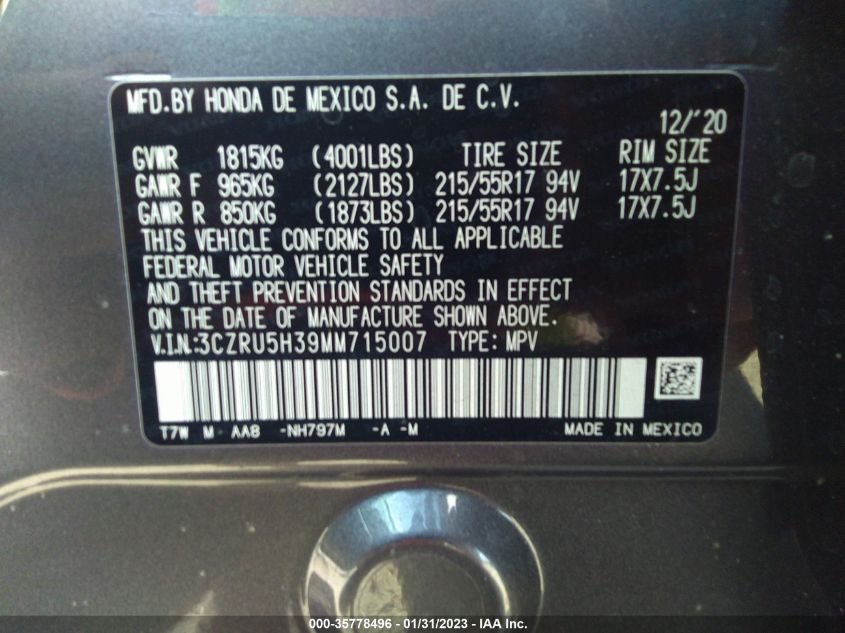 MFD.BY HONDA DE MEXICO S.A. DE C.V.
12/'20
GVWR 1815KG (4001LBS) TIRE SIZE RIM SIZE
GAWR F 965KG (2127LBS) 215/55R17 94V 17X7.5J
GAWR R 850KG (1873LBS) 215/55R17 94V 17X7.5J
THIS VEHICLE CONFORMS TO ALL APPLICABLE
FEDERAL MOTOR VEHICLE SAFETY
AND THEFT PREVENTION STANDARDS IN EFFECT
ON THE DATE OF MANUFACTURE SHOWN ABOVE.
V.I.N.:3CZRU5H39MM715007 TYPE: MPV
T7W M AA8 -NH797M -A -M MADE IN MEXICO
000-35778496 - 01/31/2023 - IAA Inc.